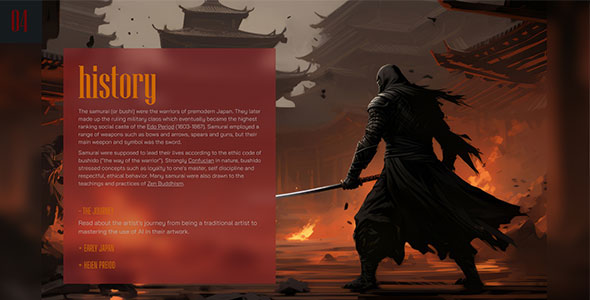 04
history
The samurai (or bushi) were the warriors of premodern Japan. They later
made up the ruling military class which eventually became the highest
ranking social caste of the Edo Period (1603-1867). Samurai employed a
range of weapons such as bows and arrows, spears and guns, but their
main weapon and symbol was the sword.
Samurai were supposed to lead their lives according to the ethic code of
bushido ("the way of the warrior"). Strongly Confucian in nature, bushido
stressed concepts such as loyalty to one's master, self discipline and
respectful, ethical behavior. Many samurai were also drawn to the
teachings and practices of Zen Buddhism.
- THE JOURNEY
Read about the artist's journey from being a traditional artist to
mastering the use of AI in their artwork.
+ EARLY JAPAN
+ HEIEN PREIOD